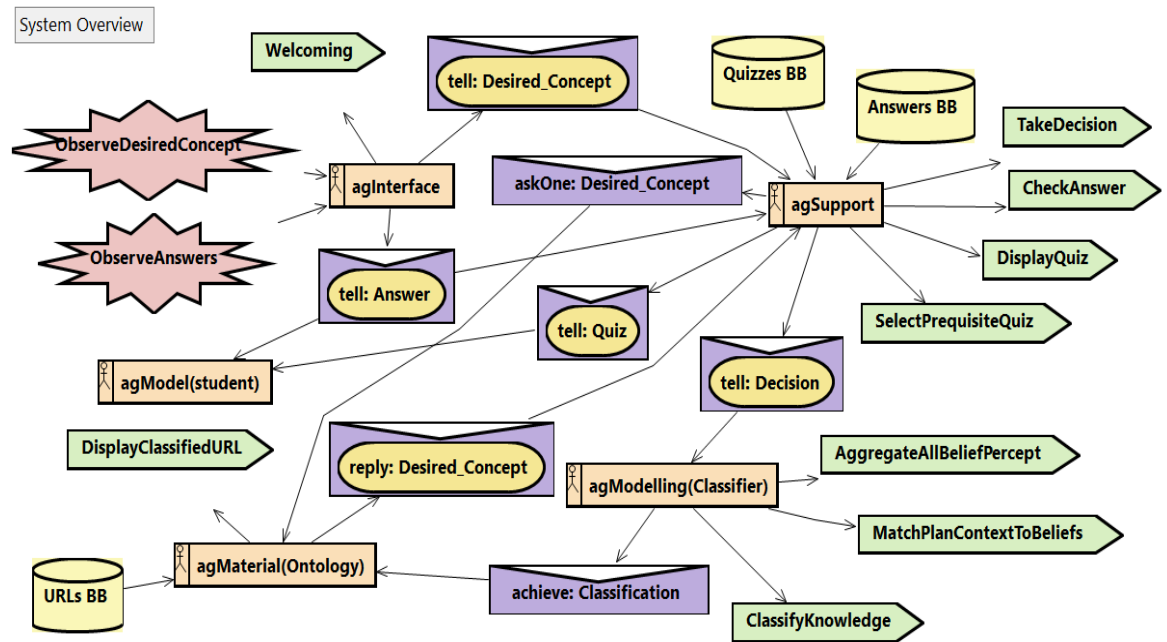 System Overview
Welcoming
tell: Desired_Concept
Quizzes BB
Answers BB
TakeDecision
ObserveDesiredConcept
agInterface
askOne: Desired_Concept
agSupport
CheckAnswer
ObserveAnswers
DisplayQuiz
tell: Answer
tell: Quiz
SelectPrequisiteQuiz
agModel(student)
tell: Decision
DisplayClassifiedURL
reply: Desired_Concept
AggregateAllBeliefPercept
agModelling(Classifier)
MatchPlanContextToBeliefs
agMaterial(Ontology)
URLs BB
achieve: Classification
ClassifyKnowledge